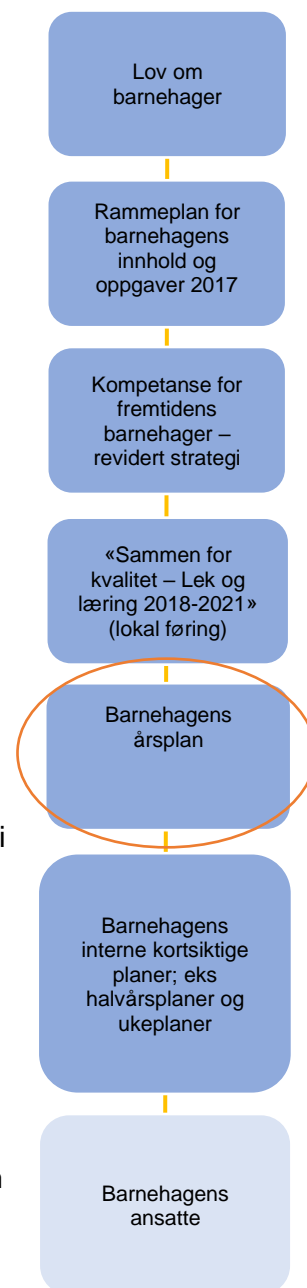 Lov om
barnehager
Rammeplan for
barnehagens
innhold og
oppgaver 2017
Kompetanse for
fremtidens
barnehager –
revidert strategi
«Sammen for
kvalitet – Lek og
læring 2018-2021»
(lokal føring)
Barnehagens
årsplan
i
Barnehagens
interne kortsiktige
planer; eks
halvårsplaner og
ukeplaner
Barnehagens
ansatte